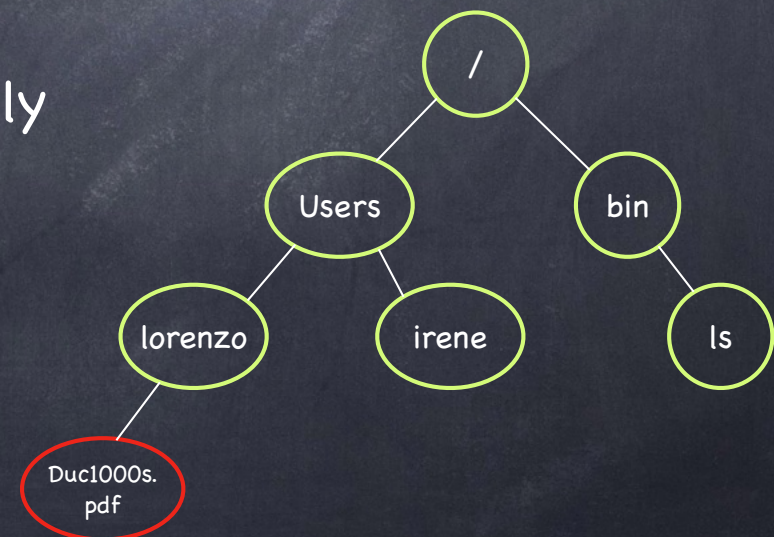 ly
/
Users
bin
lorenzo
irene
ls
Duc1000s.
pdf